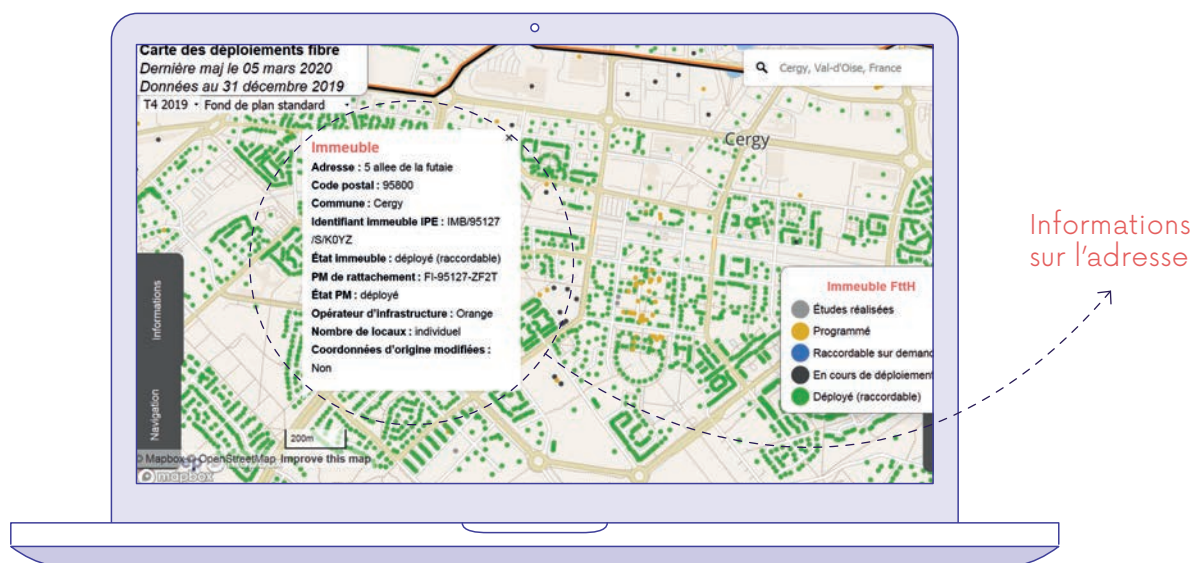 Carte des déploiements fibre
Dernière maj le 05 mars 2020
Données au 31 décembre 2019
T4 2019 · Fond de plan standard
Cergy, Val-d'Oise, France
Cergy
Immeuble
Adresse : 5 allee de la futaie
Code postal : 95800
Commune : Cergy
Identifiant immeuble IPE : IMB/95127
/S/K0YZ
État immeuble : déployé (raccordable)
PM de rattachement : FI-95127-ZF2T
État PM : déployé
Opérateur d'infrastructure : Orange
Nombre de locaux : individuel
Coordonnées d'origine modifiées :
Non
Informations
Navigation
Immeuble FttH
Études réalisées
Programmé
Raccordable sur demand
En cours de déploiement
Déployé (raccordable)
200m
© Mapbox © OpenStreetMap Improve this map
mapbox
Informations
sur l'adresse